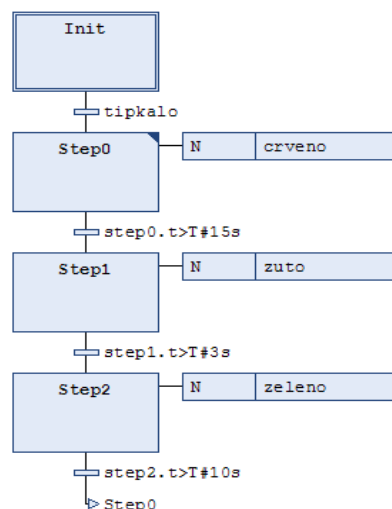 Init
tipkalo
Step0 N crveno
step0.t>T#15s
Step1 N zuto
step1.t>T#3s
Step2 N zeleno
step2.t>T#10s
Step0